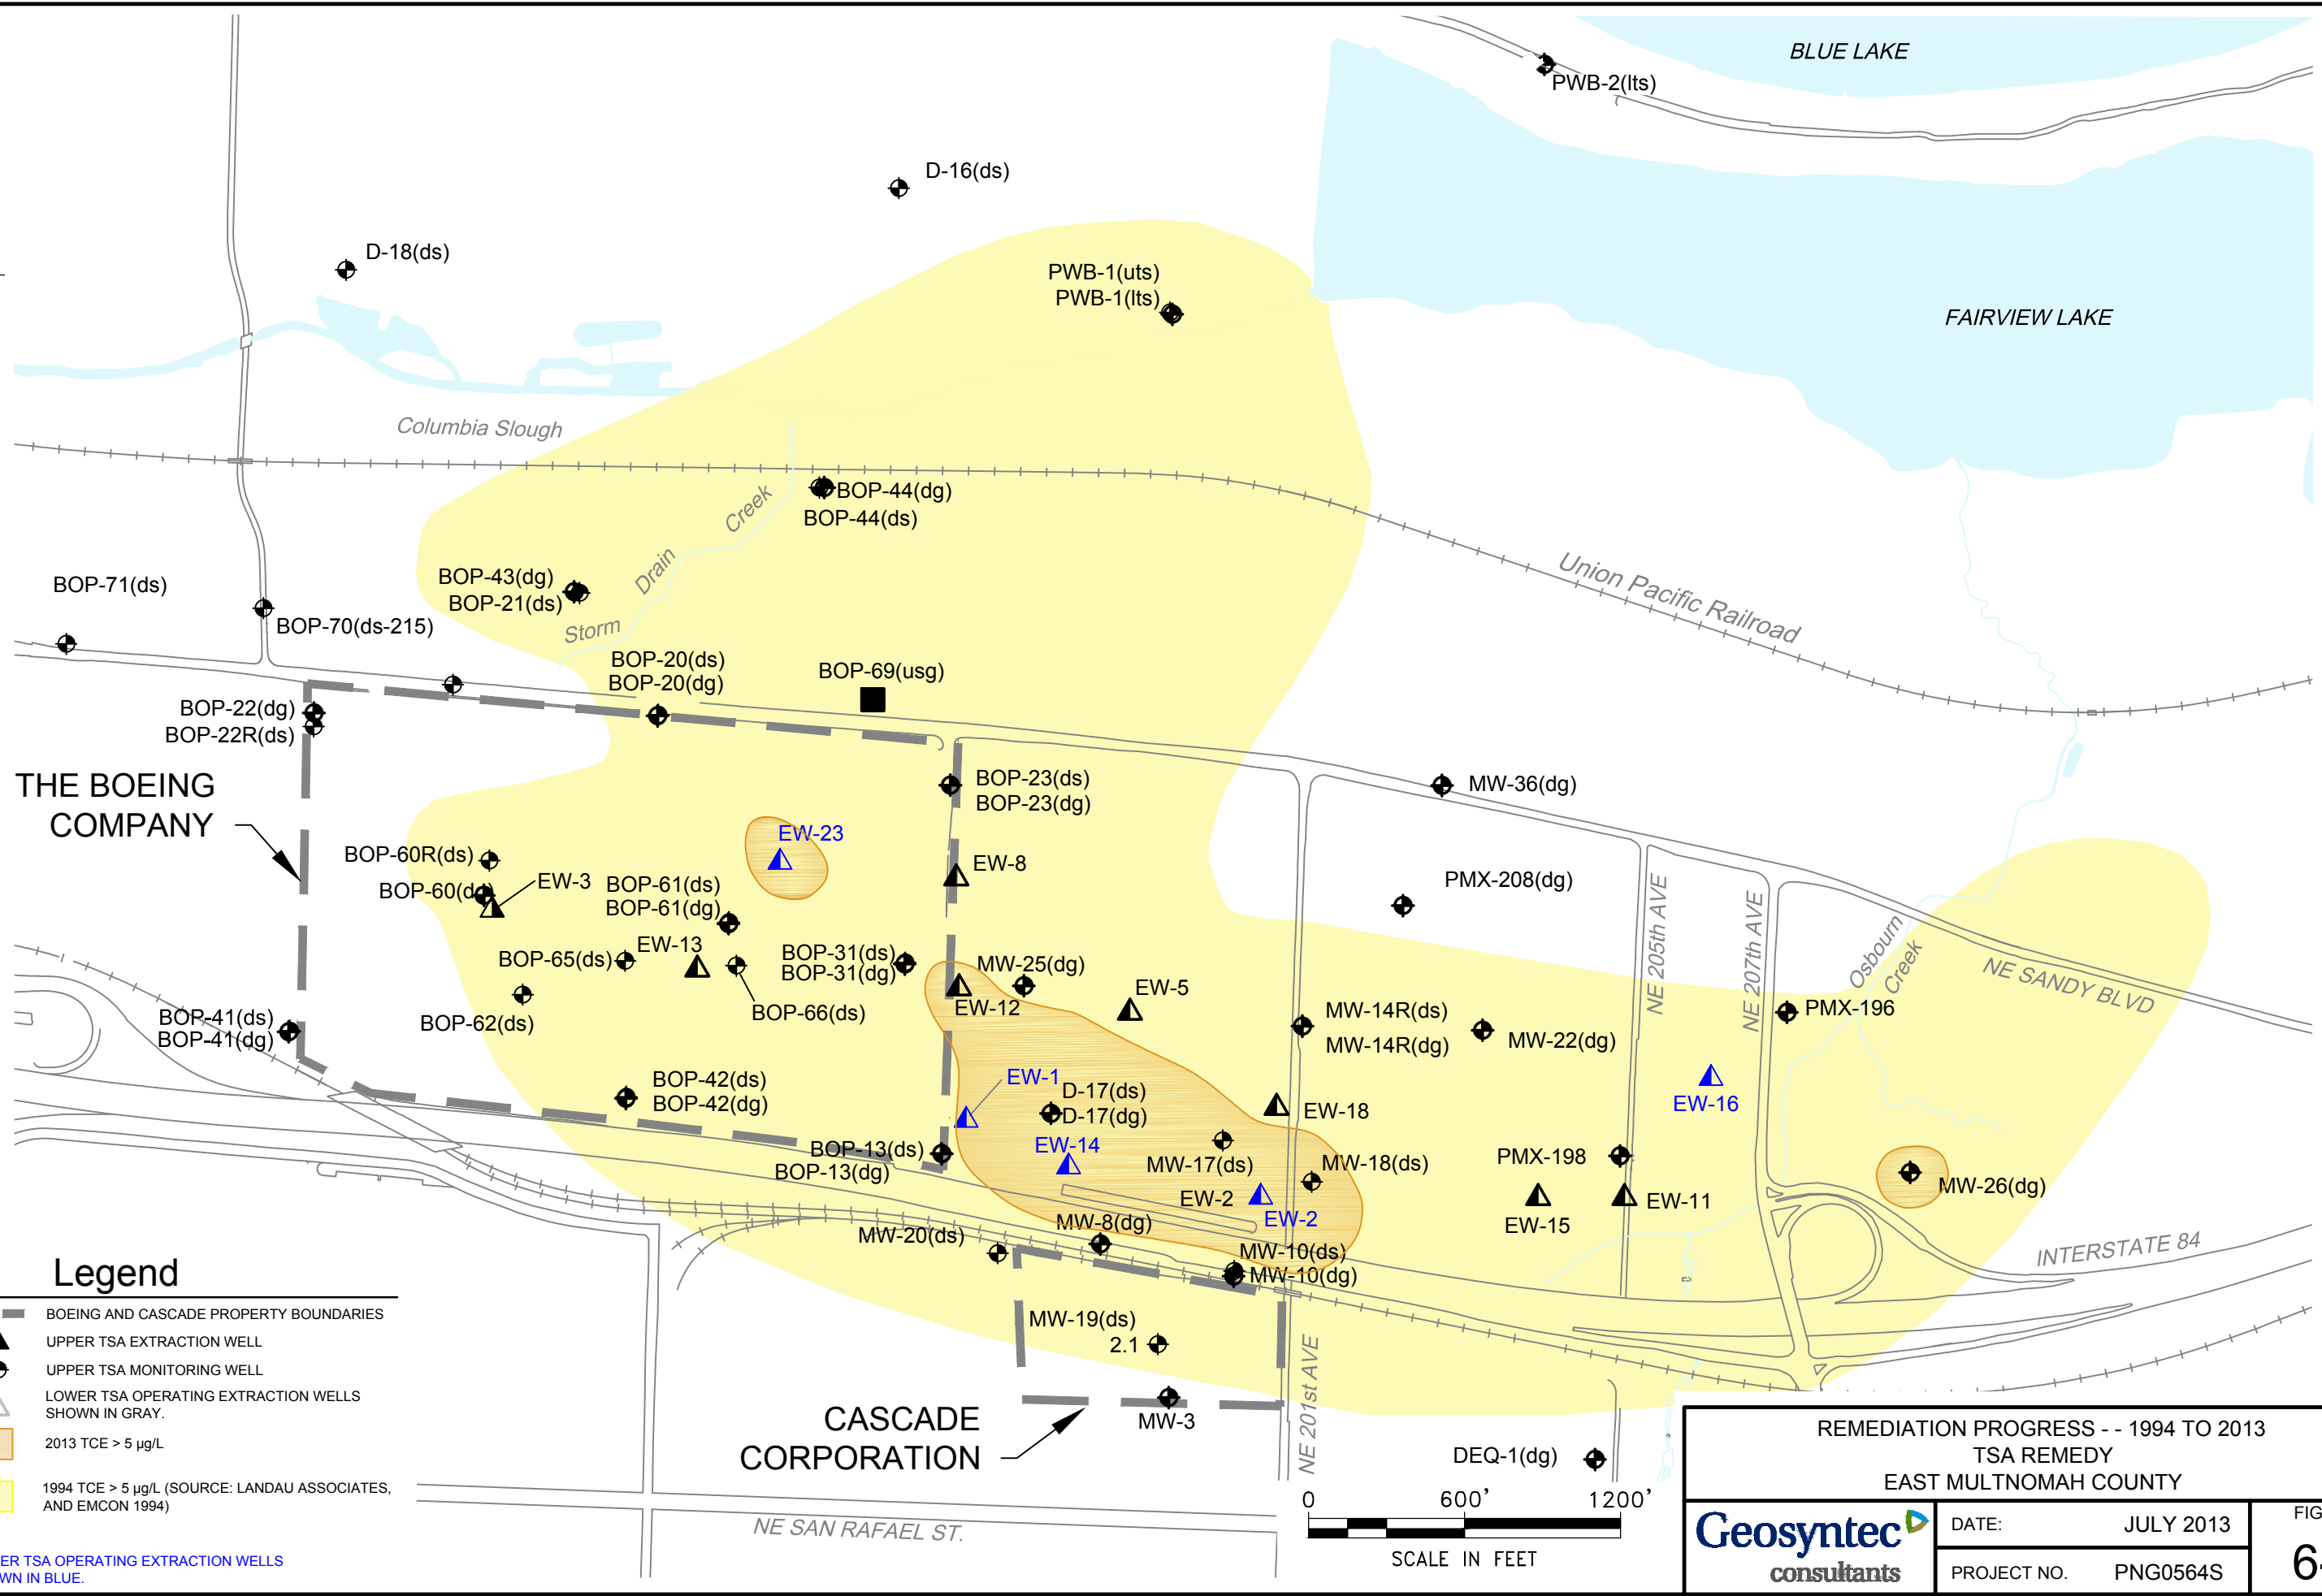 BLUE LAKE
PWB-2(lts)
D-16(ds)
D-18(ds)
PWB-1(uts)
PWB-1(lts)
FAIRVIEW LAKE
Columbia Slough
BOP-44(dg)
BOP-44(ds)
Storm Drain Creek
BOP-43(dg)
BOP-21(ds)
Union Pacific Railroad
BOP-71(ds)
BOP-70(ds-215)
BOP-20(ds)
BOP-20(dg)
BOP-69(usg)
BOP-22(dg)
BOP-22R(ds)
THE BOEING
COMPANY
BOP-23(ds)
BOP-23(dg)
MW-36(dg)
EW-23
BOP-60R(ds)
EW-8
BOP-60(d
EW-3
BOP-61(ds)
BOP-61(dg)
PMX-208(dg)
NE 205th AVE
NE 207th AVE
Osbourn
Creek
NE SANDY BLVD
BOP-65(ds)
EW-13
BOP-31(ds)
BOP-31(dg)
MW-25(dg)
EW-12
EW-5
BOP-62(ds)
BOP-66(ds)
BOP-41(ds)
BOP-41(dg)
MW-14R(ds)
MW-14R(dg)
MW-22(dg)
PMX-196
BOP-42(ds)
BOP-42(dg)
EW-1
D-17(ds)
D-17(dg)
EW-18
EW-16
BOP-13(ds)
BOP-13(dg)
EW-14
MW-17(ds)
MW-18(ds)
PMX-198
EW-2
EW-2
EW-15
EW-11
MW-26(dg)
MW-20(ds)
MW-8(dg)
MW-10(ds)
MW-10(dg)
INTERSTATE 84
MW-19(ds)
2.1
MW-3
CASCADE
CORPORATION
NE 201st AVE
DEQ-1(dg)
NE SAN RAFAEL ST.
0 600' 1200'
SCALE IN FEET
Legend
BOEING AND CASCADE PROPERTY BOUNDARIES
UPPER TSA EXTRACTION WELL
UPPER TSA MONITORING WELL
LOWER TSA OPERATING EXTRACTION WELLS
SHOWN IN GRAY.
2013 TCE > 5 µg/L
1994 TCE > 5 µg/L (SOURCE: LANDAU ASSOCIATES,
AND EMCON 1994)
ER TSA OPERATING EXTRACTION WELLS
WN IN BLUE.
REMEDIATION PROGRESS - - 1994 TO 2013
TSA REMEDY
EAST MULTNOMAH COUNTY
Geosyntec
consultants
DATE: JULY 2013
PROJECT NO. PNG0564S
FIG
6